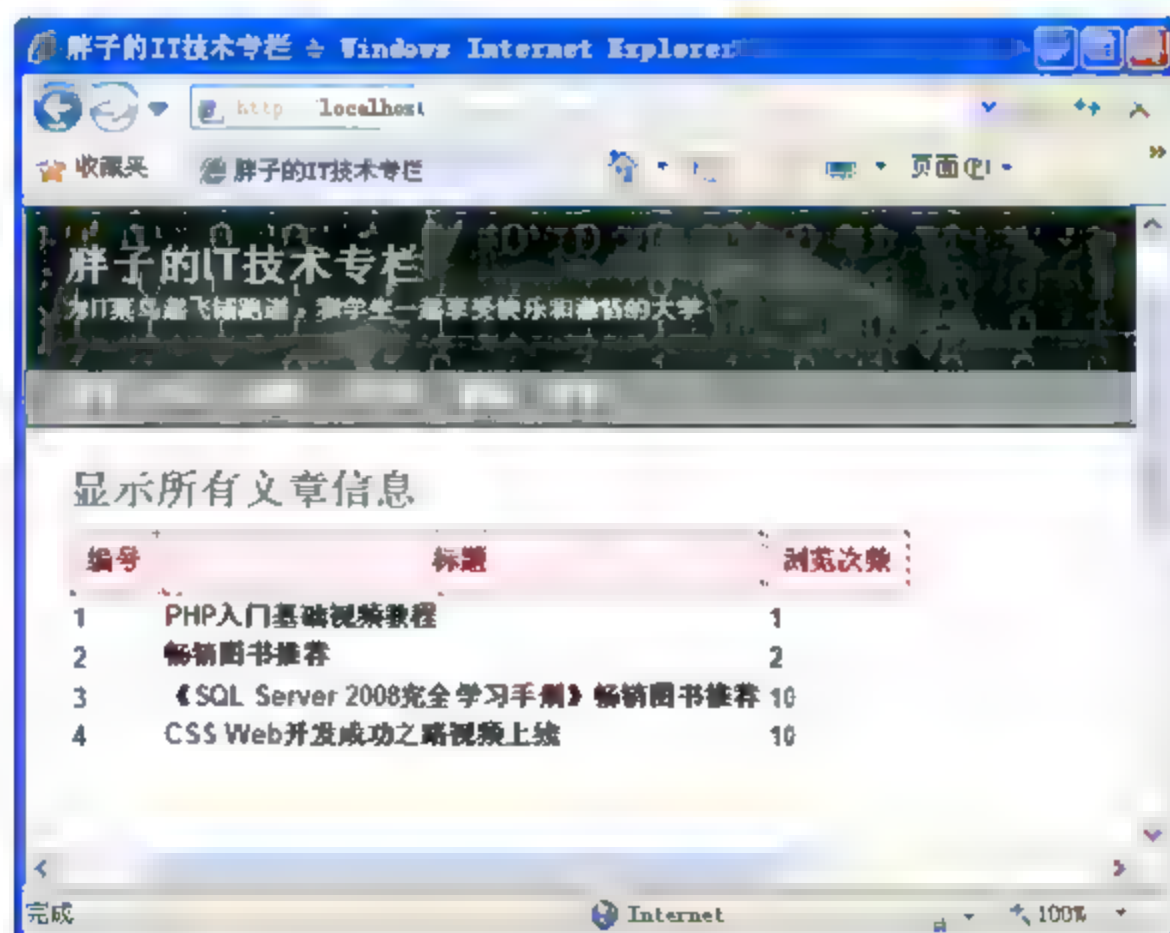 胖子的IT技术专栏 - Windows Internet Explorer
http localhost
收藏夹 胖子的IT技术专栏 页面(P)
胖子的IT技术专栏
为IT菜鸟起飞铺跑道，和学生一起享受快乐和激情的大学
显示所有文章信息
编号 标题 浏览次数
1 PHP入门基础视频教程 1
2 畅销图书推荐 2
3 《SQL Server 2008完全学习手册》畅销图书推荐 10
4 CSS Web开发成功之路视频上线 10
完成 Internet 100%